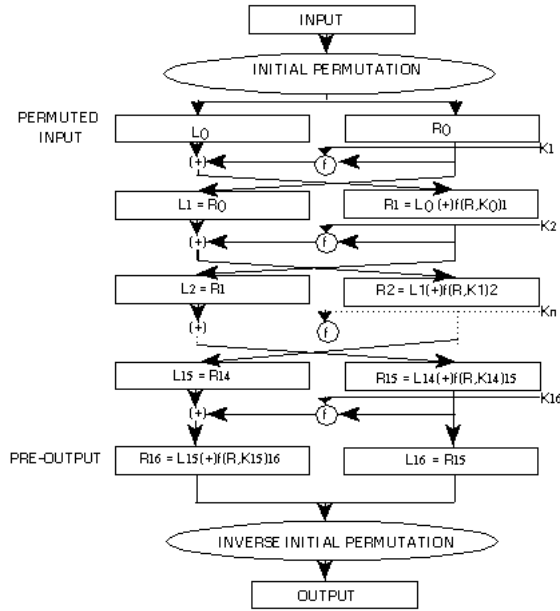 INPUT
INITIAL PERMUTATION
PERMUTED
INPUT
L0
R0
K1
(+)
f
L1 = R0
R1 = L0 (+)f(R,K0)1
K2
(+)
f
L2 = R1
R2 = L1(+)f(R,K1)2
Kn
(+)
f
L15 = R14
R15 = L14(+)f(R,K14)15
K16
(+)
f
PRE-OUTPUT
R16 = L15(+)f(R,K15)16
L16 = R15
INVERSE INITIAL PERMUTATION
OUTPUT